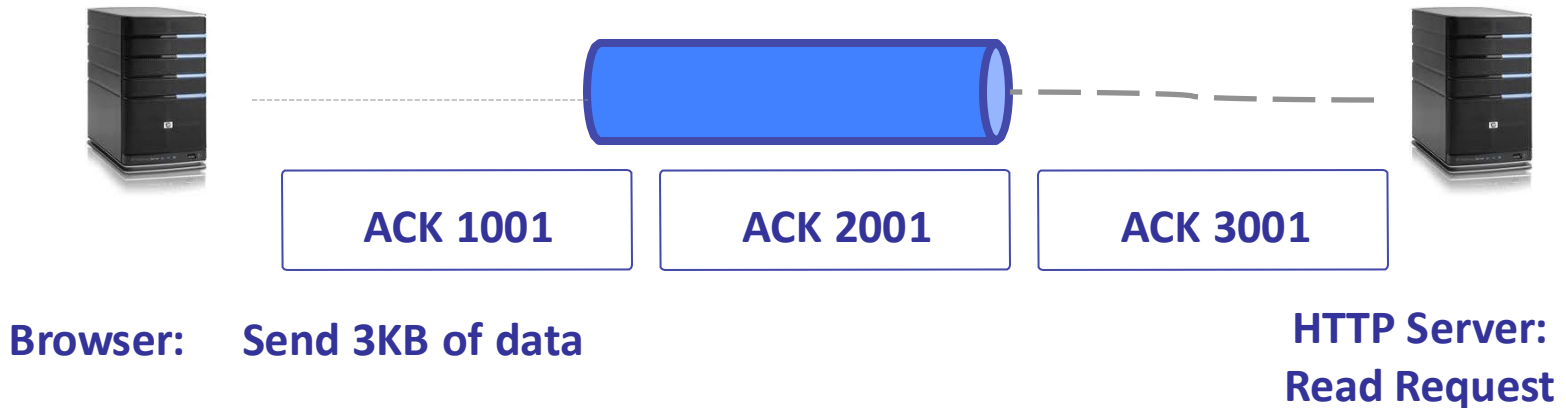 ACK 1001 ACK 2001 ACK 3001
Browser: Send 3KB of data
HTTP Server:
Read Request